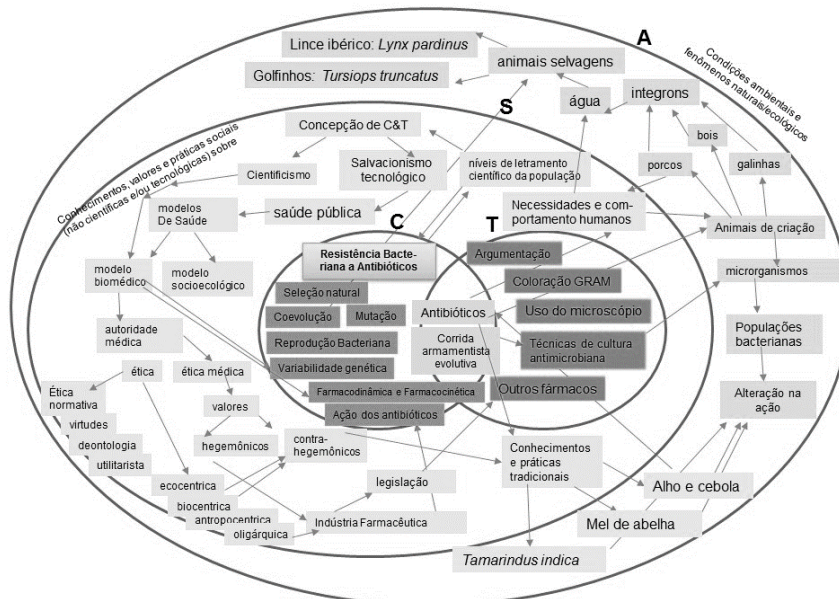 A
Lince ibérico: Lynx pardinus
Golfinhos: Tursiops truncatus
animais selvagens
Condições ambientais e
fenômenos naturais/ecológicos
água
integrons
bois
porcos
galinhas
S
Conhecimentos, valores e práticas sociais
(não científicas e/ou tecnológicas) sobre
Concepção de C&T
Cientificismo
Salvacionismo
tecnológico
níveis de letramento
científico da população
modelos
De Saúde
saúde pública
Necessidades e com-
portamento humanos
Animais de criação
modelo
biomédico
modelo
socioecológico
microrganismos
C
T
Resistência Bacte-
riana a Antibióticos
Seleção natural
Coevolução
Mutação
Reprodução Bacteriana
Variabilidade genética
Farmacodinâmica e Farmacocinética
Ação dos antibióticos
Argumentação
Coloração GRAM
Antibióticos
Uso do microscópio
Corrida
armamentista
evolutiva
Técnicas de cultura
antimicrobiana
Outros fármacos
Populações
bacterianas
Alteração na
ação
autoridade
médica
ética
ética médica
Ética
normativa
virtudes
deontologia
utilitarista
valores
hegemônicos
contra-
hegemônicos
ecocentrica
biocentrica
antropocentrica
oligárquica
legislação
Indústria Farmacêutica
Conhecimentos
e práticas
tradicionais
Alho e cebola
Mel de abelha
Tamarindus indica